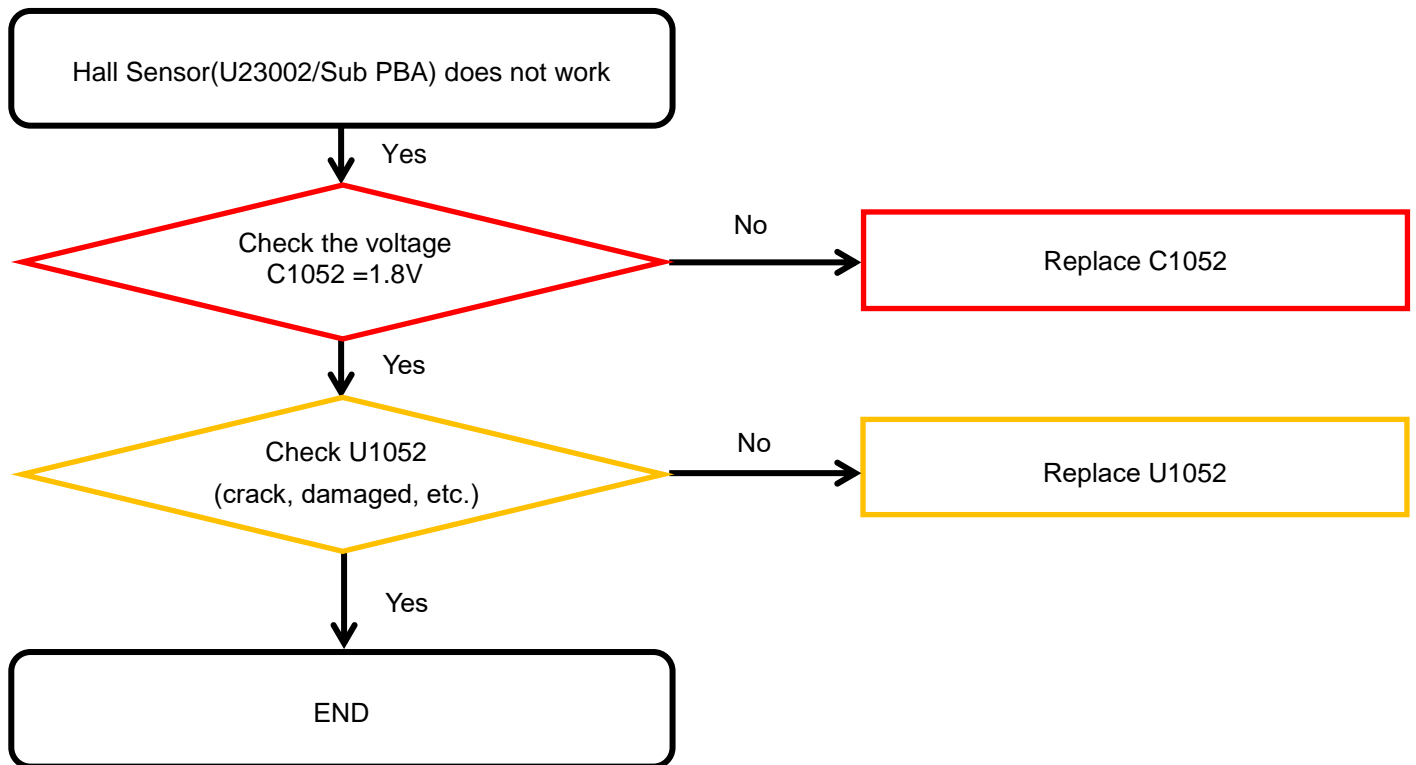 Hall Sensor(U23002/Sub PBA) does not work
Yes
Check the voltage
C1052 =1.8V
No
Replace C1052
Yes
Check U1052
(crack, damaged, etc.)
No
Replace U1052
Yes
END